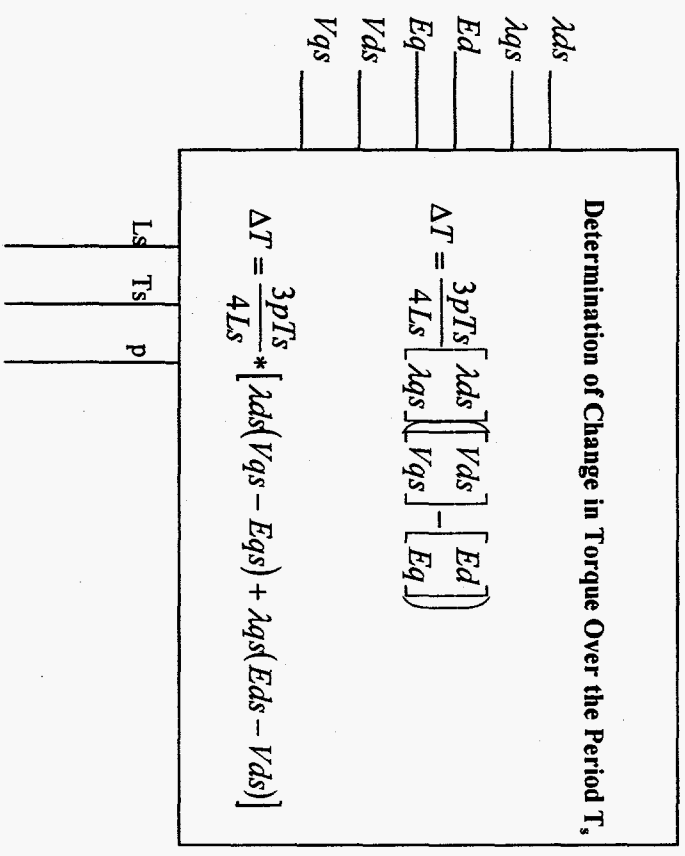 Determination of Change in Torque Over the Period Ts
λds
λqs
Ed
Eq
Vds
Vqs
ΔT = 3pTs/4Ls [λds λqs]([Vds Vqs] − [Ed Eq])
ΔT = 3pTs/4Ls * [λds(Vqs − Eqs) + λqs(Eds − Vds)]
Ls
Ts
p